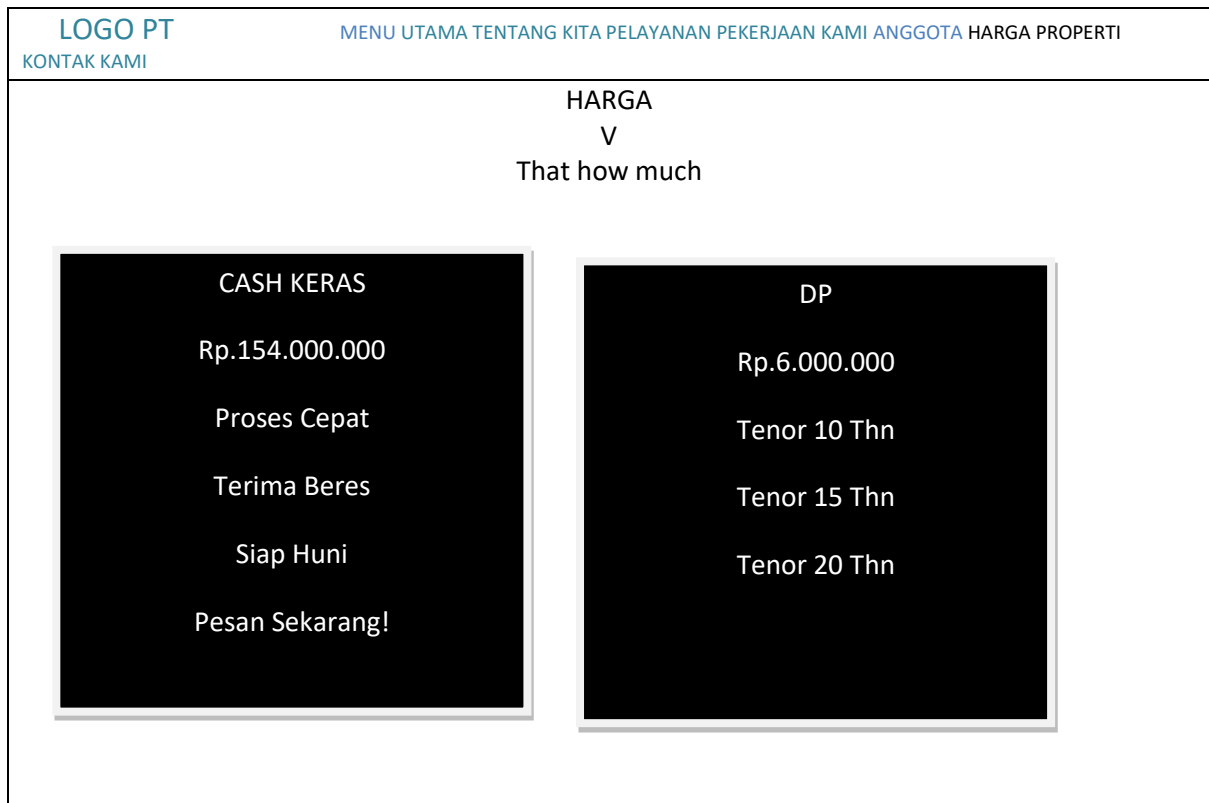 LOGO PT MENU UTAMA TENTANG KITA PELAYANAN PEKERJAAN KAMI ANGGOTA HARGA PROPERTI
KONTAK KAMI
HARGA
V
That how much
CASH KERAS
Rp.154.000.000
Proses Cepat
Terima Beres
Siap Huni
Pesan Sekarang!
DP
Rp.6.000.000
Tenor 10 Thn
Tenor 15 Thn
Tenor 20 Thn